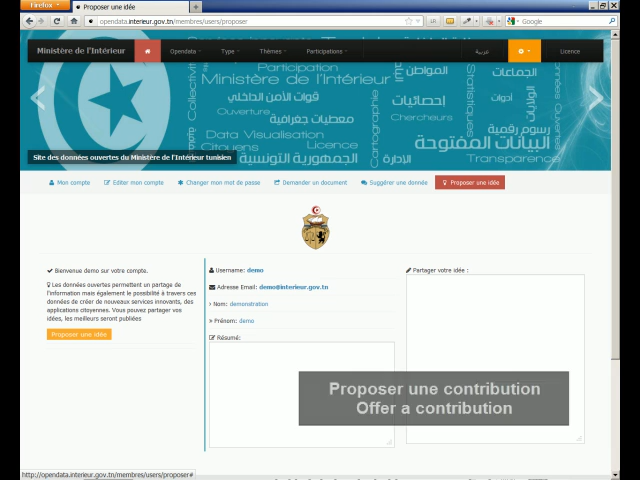 Firefox
Proposer une idée
opendata.interieur.gov.tn/membres/users/proposer
Google
Ministère de l'Intérieur
Opendata
Type
Thèmes
Participations
عربية
Licence
Collectivités
Participation
المواطن
Statistiques
الجماعات
Données Ouvertes
Ministère de l'Intérieur
قوات الأمن الداخلي
إحصائيات
أدوات
الولايات
Ouverture
معطيات جغرافية
Cartographie
Chercheurs
رسوم رقمية
Data Visualisation
البيانات المفتوحة
Citoyens
Licence
الجمهورية التونسية
الإدارة
Transparence
Site des données ouvertes du Ministère de l'Intérieur tunisien
Mon compte
Editer mon compte
Changer mon mot de passe
Demander un document
Suggérer une donnée
Proposer une idée
Bienvenue demo sur votre compte.
Les données ouvertes permettent un partage de
l'information mais également le possibilité à travers ces
données de créer de nouveaux services innovants, des
applications citoyennes. Vous pouvez partager vos
idées, les meilleurs seront publiées
Proposer une idée
Username: demo
Adresse Email: demo@interieur.gov.tn
Nom: demonstration
Prénom: demo
Résumé:
Partager votre idée :
Proposer une contribution
Offer a contribution
http://opendata.interieur.gov.tn/membres/users/proposer#